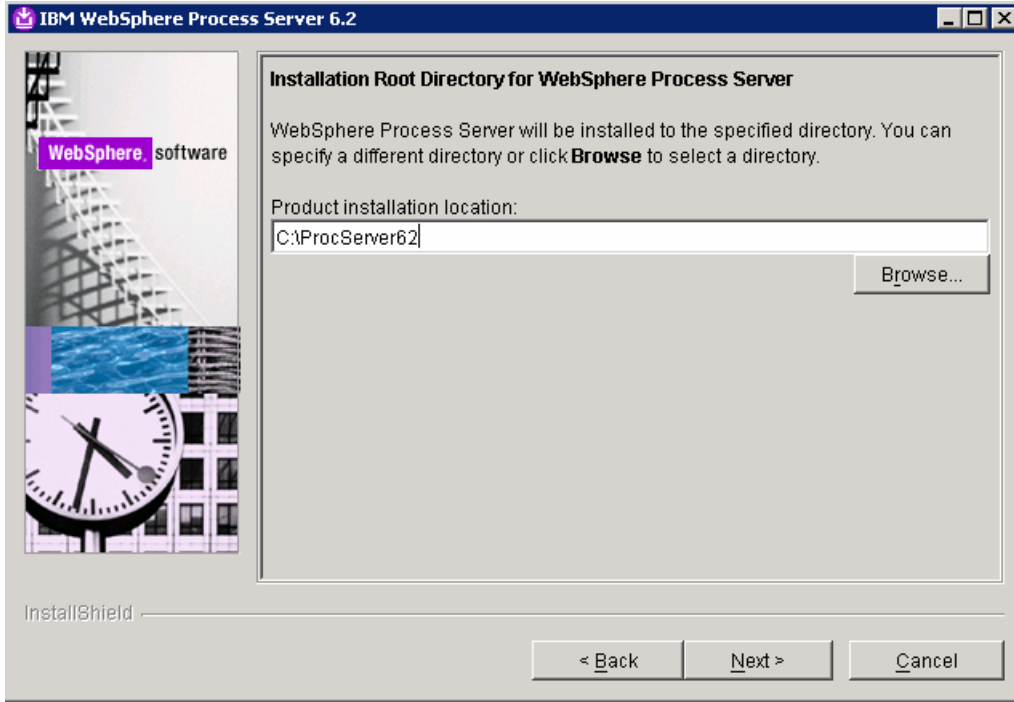 IBM WebSphere Process Server 6.2
WebSphere. software
Installation Root Directory for WebSphere Process Server
WebSphere Process Server will be installed to the specified directory. You can
specify a different directory or click Browse to select a directory.
Product installation location:
C:\ProcServer62
Browse...
InstallShield
< Back
Next >
Cancel